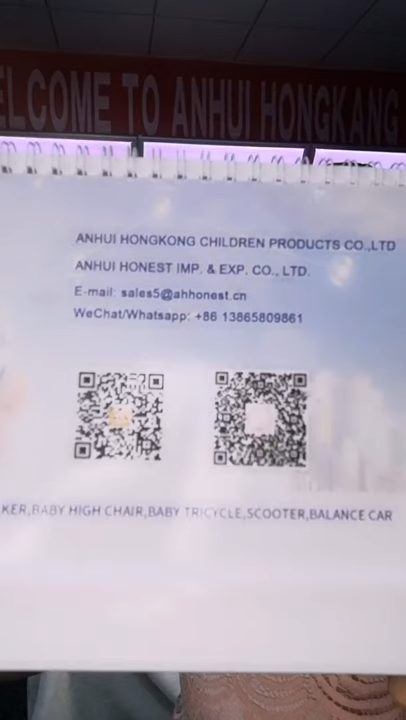 ELCOME TO ANHUI HONGKANG
ANHUI HONGKONG CHILDREN PRODUCTS CO.,LTD
ANHUI HONEST IMP. & EXP. CO., LTD.
E-mail: sales5@ahhonest.cn
WeChat/Whatsapp: +86 13865809861
KER,BABY HIGH CHAIR,BABY TRICYCLE,SCOOTER,BALANCE CAR